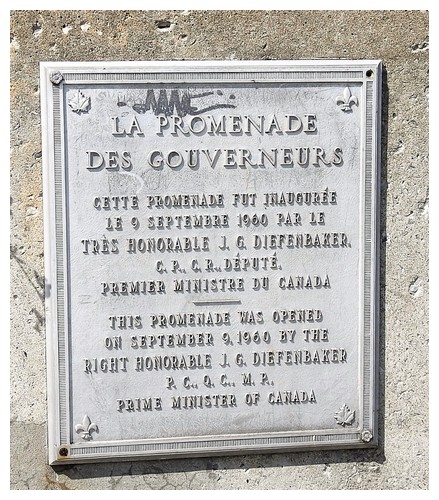 LA PROMENADE
DES GOUVERNEURS
CETTE PROMENADE FUT INAUGURÉE
LE 9 SEPTEMBRE 1960 PAR LE
TRÈS HONORABLE J. G. DIEFENBAKER,
C. P., C. R., DÉPUTÉ,
PREMIER MINISTRE DU CANADA
THIS PROMENADE WAS OPENED
ON SEPTEMBER 9, 1960 BY THE
RIGHT HONORABLE J. G. DIEFENBAKER
P. C., Q. C., M. P.,
PRIME MINISTER OF CANADA